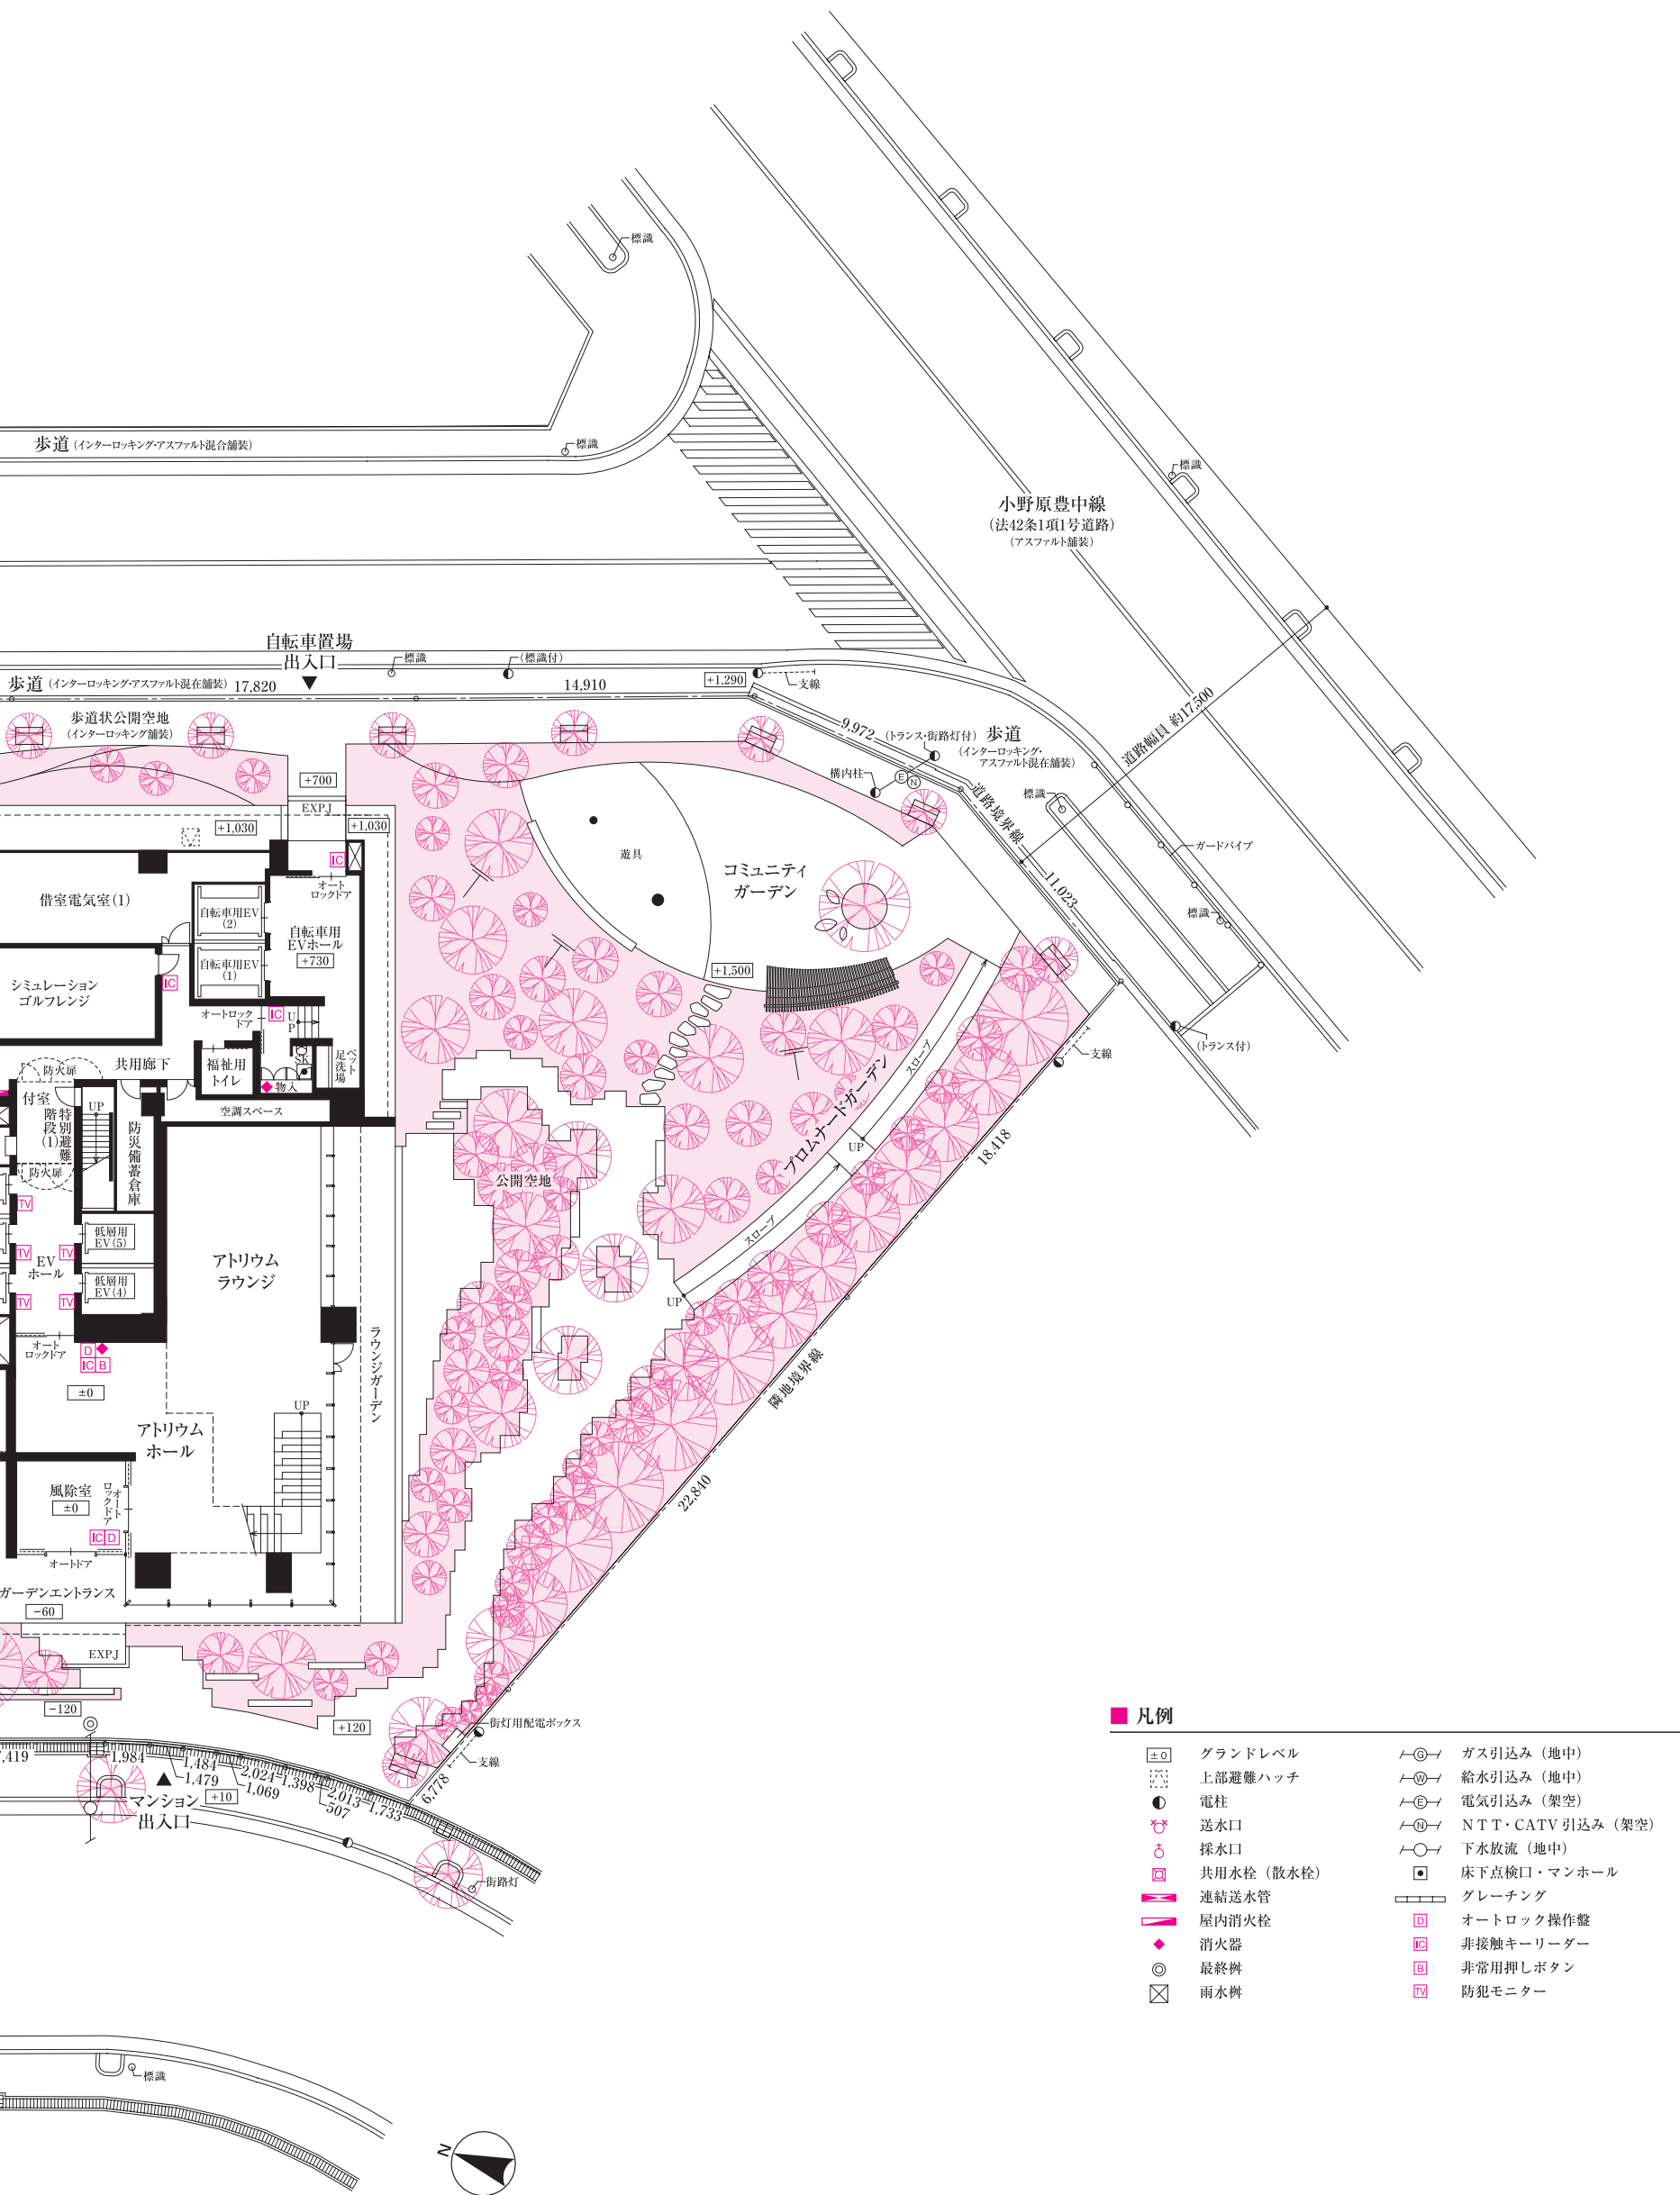 標識
歩道（インターロッキング・アスファルト混合舗装）
標識
標識
小野原豊中線
（法42条1項1号道路）
（アスファルト舗装）
自転車置場
出入口
標識
（標識付）
歩道（インターロッキング・アスファルト混在舗装）
17,820
14,910
+1,290
支線
歩道状公開空地
（インターロッキング舗装）
9,972
（トランス・街路灯付）
歩道
（インターロッキング・
アスファルト混在舗装）
道路幅員 約17,500
構内柱
E
N
道路境界線
標識
+700
EXP.J
+1,030
+1,030
IC
オート
ロックドア
遊具
コミュニティ
ガーデン
ガードパイプ
11,023
標識
借室電気室(1)
自転車用EV
(2)
自転車用
EVホール
+730
自転車用EV
(1)
+1,500
シミュレーション
ゴルフレンジ
IC
オートロック
ドア
IC
UP
（トランス付）
支線
スロープ
共用廊下
防火扉
福祉用
トイレ
SK
物入
ペット
足洗場
付室
特別避難
階段
(1)
UP
空調スペース
防災備蓄倉庫
防火扉
プロムナードガーデン
UP
18,418
公開空地
TV
低層用
EV(5)
TV
TV
EV
ホール
低層用
EV(4)
TV
TV
アトリウム
ラウンジ
スロープ
UP
オート
ロックドア
D
IC
B
±0
ラウンジガーデン
隣地境界線
UP
アトリウム
ホール
22,840
風除室
±0
オート
ロックドア
IC
D
オートドア
ガーデンエントランス
−60
EXP.J
−120
+120
街灯用配電ボックス
支線
,419
1,984
1,484
1,479
2,024
1,069
1,398
2,013
507
1,733
6,778
+10
マンション
出入口
街路灯
標識
N
凡例
±0 グランドレベル
上部避難ハッチ
電柱
送水口
採水口
共用水栓（散水栓）
連結送水管
屋内消火栓
消火器
最終桝
雨水桝
G ガス引込み（地中）
W 給水引込み（地中）
E 電気引込み（架空）
N NTT・CATV引込み（架空）
下水放流（地中）
床下点検口・マンホール
グレーチング
D オートロック操作盤
IC 非接触キーリーダー
B 非常用押しボタン
TV 防犯モニター